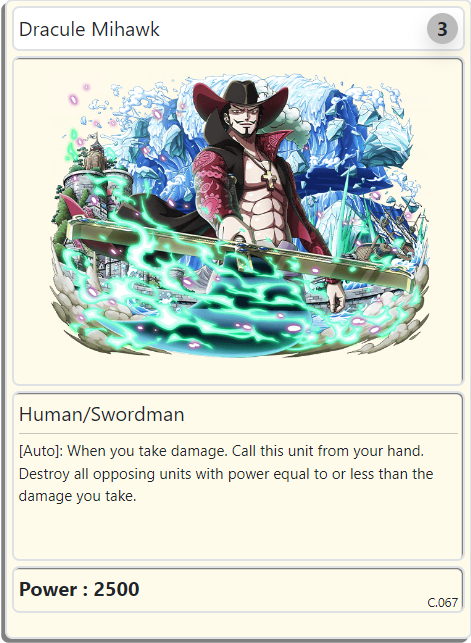 Dracule Mihawk
3
Human/Swordman
[Auto]: When you take damage. Call this unit from your hand.
Destroy all opposing units with power equal to or less than the
damage you take.
Power : 2500
C.067